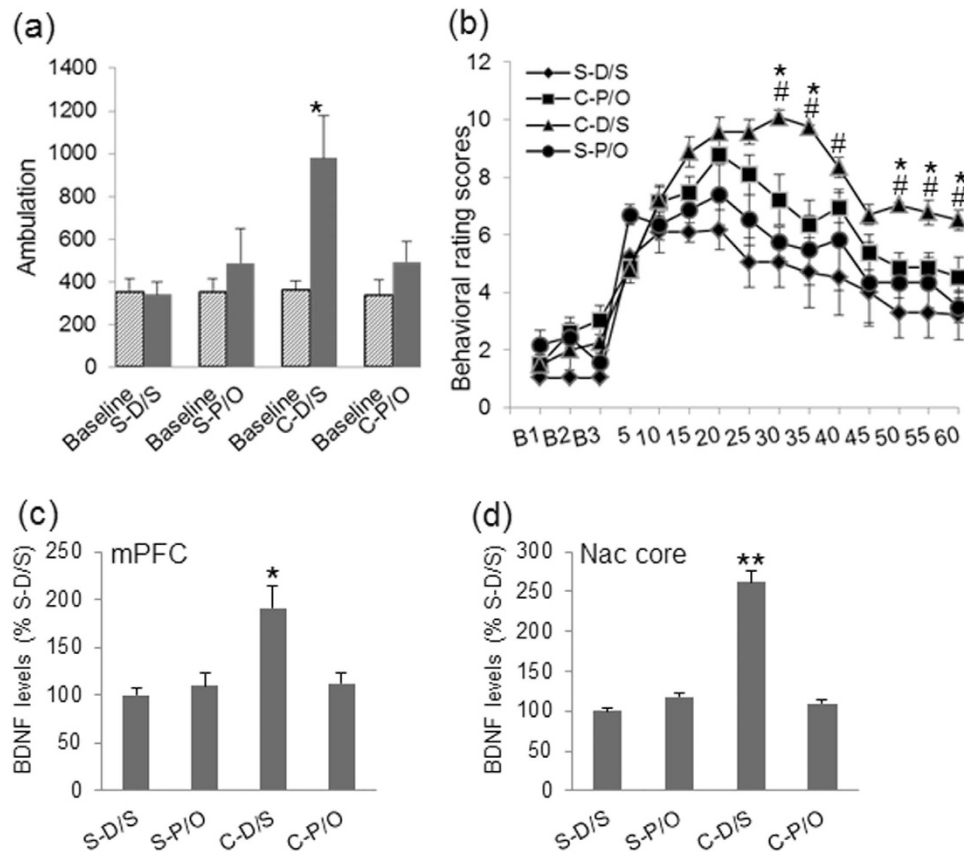 (a)
Ambulation
1400
1200
1000
800
600
400
200
0
*
Baseline
S-D/S
Baseline
S-P/O
Baseline
C-D/S
Baseline
C-P/O
(b)
Behavioral rating scores
12
10
8
6
4
2
0
S-D/S
C-P/O
C-D/S
S-P/O
* * * * *
# # # # # #
B1 B2 B3 5 10 15 20 25 30 35 40 45 50 55 60
(c)
mPFC
BDNF levels (% S-D/S)
250
200
150
100
50
0
*
S-D/S S-P/O C-D/S C-P/O
(d)
Nac core
BDNF levels (% S-D/S)
300
250
200
150
100
50
0
**
S-D/S S-P/O C-D/S C-P/O